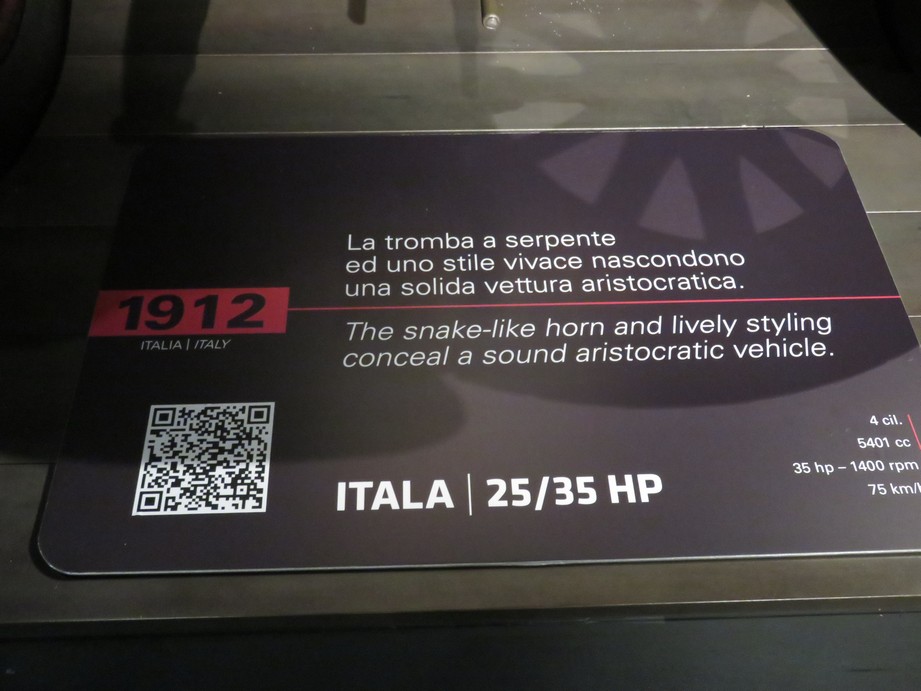 La tromba a serpente
ed uno stile vivace nascondono
una solida vettura aristocratica.
1912
ITALIA | ITALY
The snake-like horn and lively styling
conceal a sound aristocratic vehicle.
ITALA | 25/35 HP
4 cil.
5401 cc
35 hp – 1400 rpm
75 km/h